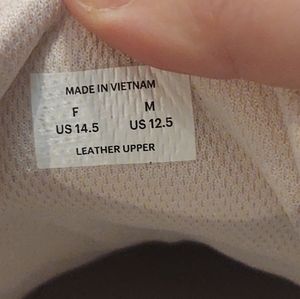 MADE IN VIETNAM
F M
US 14.5 US 12.5
LEATHER UPPER